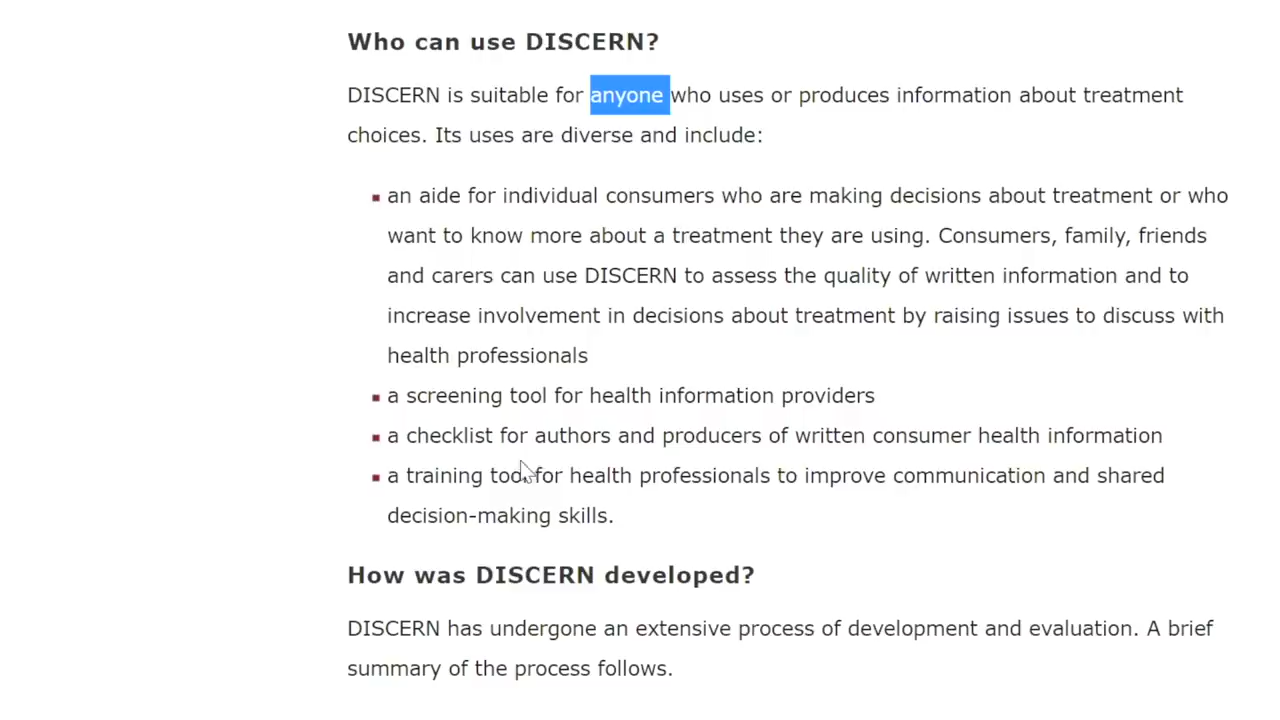 Who can use DISCERN?
DISCERN is suitable for anyone who uses or produces information about treatment
choices. Its uses are diverse and include:
an aide for individual consumers who are making decisions about treatment or who
want to know more about a treatment they are using. Consumers, family, friends
and carers can use DISCERN to assess the quality of written information and to
increase involvement in decisions about treatment by raising issues to discuss with
health professionals
a screening tool for health information providers
a checklist for authors and producers of written consumer health information
a training tool for health professionals to improve communication and shared
decision-making skills.
How was DISCERN developed?
DISCERN has undergone an extensive process of development and evaluation. A brief
summary of the process follows.